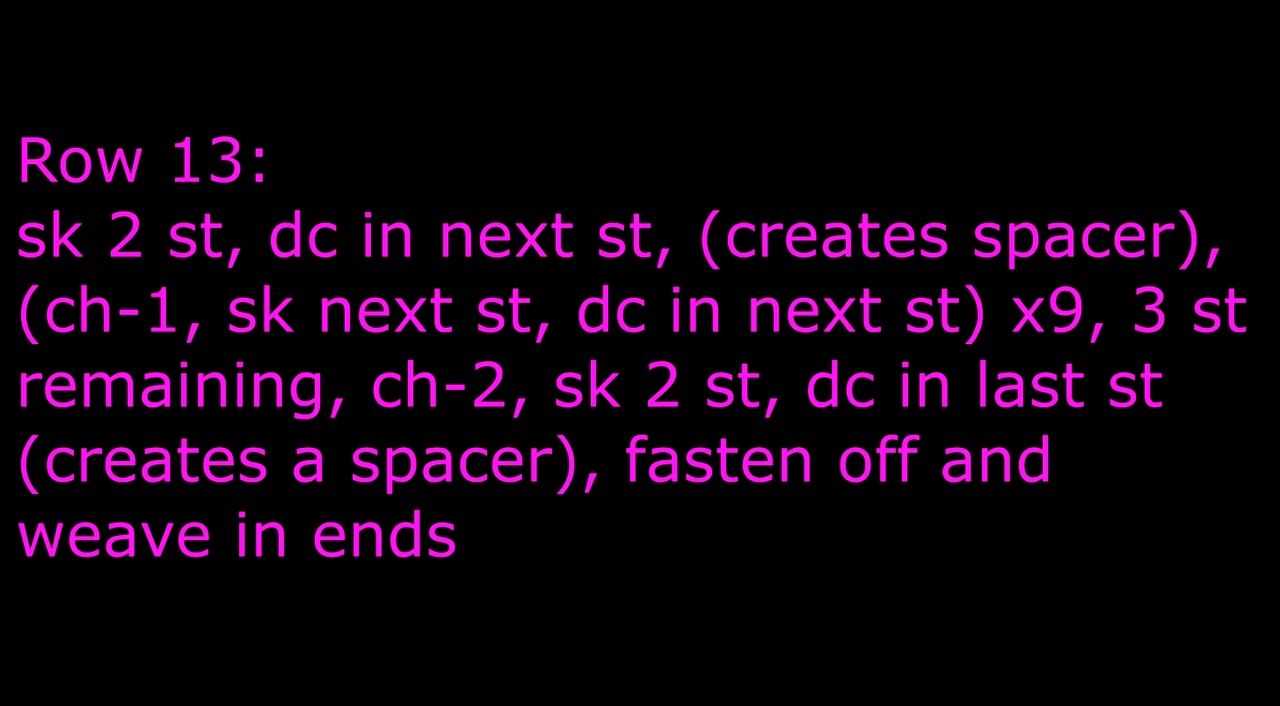 Row 13:
sk 2 st, dc in next st, (creates spacer),
(ch-1, sk next st, dc in next st) x9, 3 st
remaining, ch-2, sk 2 st, dc in last st
(creates a spacer), fasten off and
weave in ends